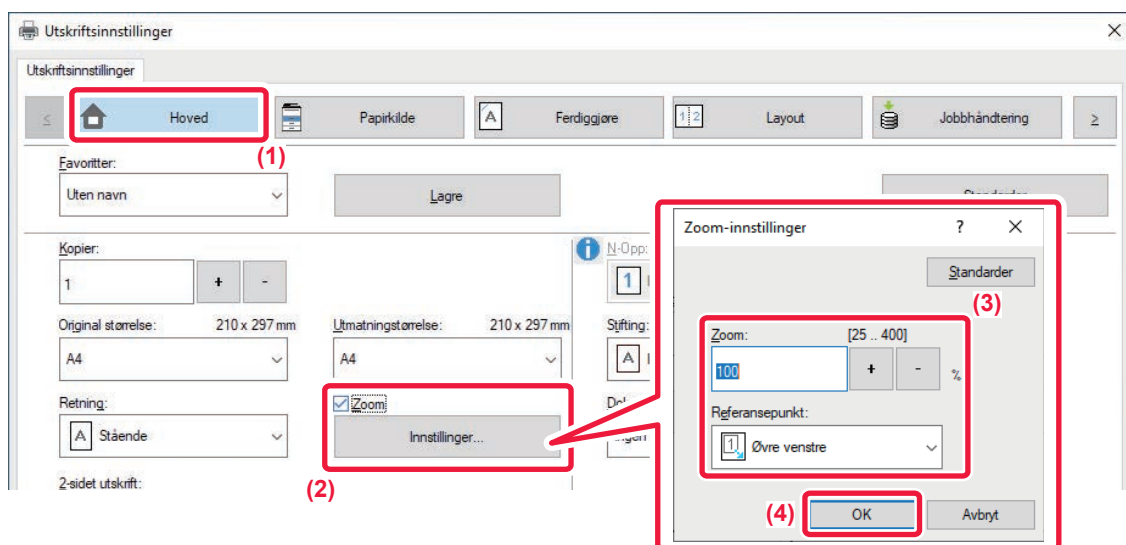 Utskriftsinnstillinger
Utskriftsinnstillinger
< Hoved Papirkilde Ferdiggjøre Layout Jobbhåndtering >
(1)
Favoritter:
Uten navn Lagre
Kopier: N-Opp:
1 + - 1
Original størrelse: 210 x 297 mm Utmatningstørrelse: 210 x 297 mm Stifting:
A4 A4
Retning: Zoom
Stående Innstillinger...
(2)
2-sidet utskrift:
Zoom-innstillinger ? X
Standarder
(3)
Zoom: [25 .. 400]
100 + - %
Referansepunkt:
Øvre venstre
(4) OK Avbryt